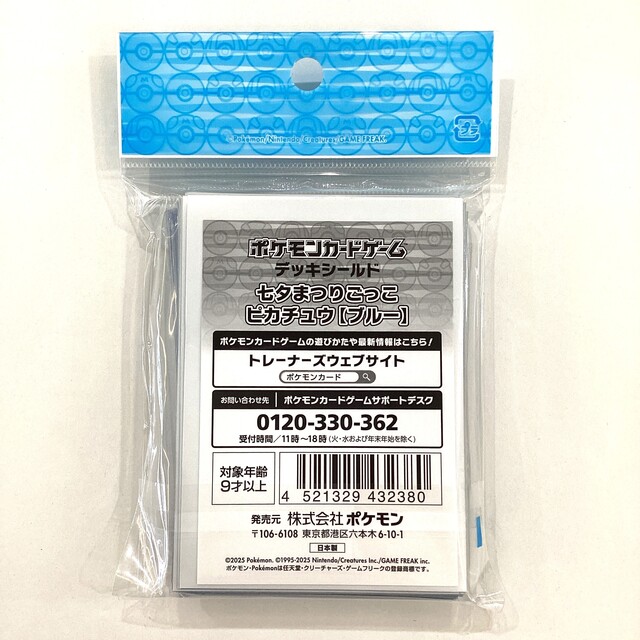 ©Pokémon/Nintendo/Creatures/GAME FREAK
プラ
ポケモンカードゲーム
デッキシールド
七夕まつりごっこ
ピカチュウ【ブルー】
ポケモンカードゲームの遊びかたや最新情報はこちら!
トレーナーズウェブサイト
ポケモンカード
お問い合わせ先 ポケモンカードゲームサポートデスク
0120-330-362
受付時間/11時~18時(火・水および年末年始を除く)
対象年齢
9才以上
4 521329 432380
発売元 株式会社 ポケモン
〒106-6108 東京都港区六本木6-10-1
日本製
©2025 Pokémon. ©1995-2025 Nintendo/Creatures Inc./GAME FREAK inc.
ポケモン・Pokémonは任天堂・クリーチャーズ・ゲームフリークの登録商標です。